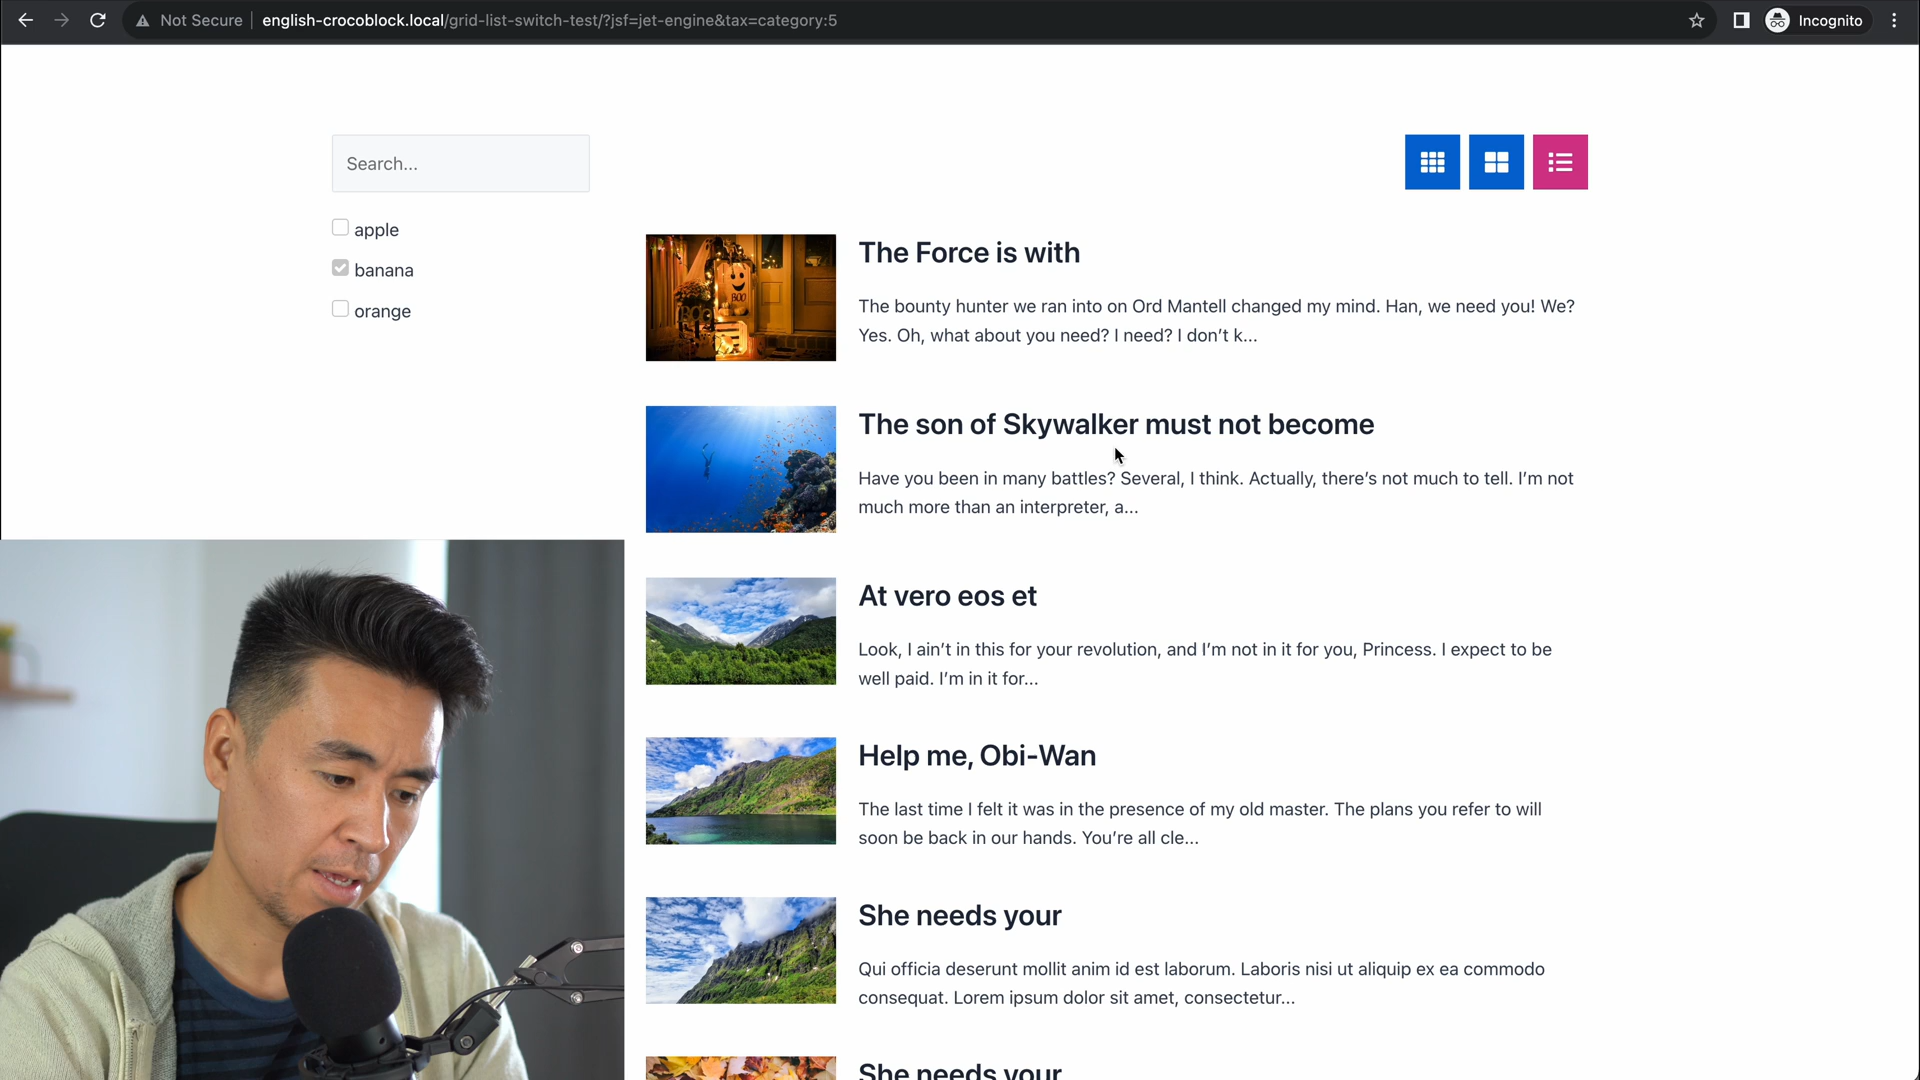 Not Secure
english-crocoblock.local/grid-list-switch-test/?jsf=jet-engine&tax=category:5
Incognito
Search...
apple
banana
orange
The Force is with
The bounty hunter we ran into on Ord Mantell changed my mind. Han, we need you! We?
Yes. Oh, what about you need? I need? I don’t k...
BOO
The son of Skywalker must not become
Have you been in many battles? Several, I think. Actually, there’s not much to tell. I’m not
much more than an interpreter, a...
At vero eos et
Look, I ain’t in this for your revolution, and I’m not in it for you, Princess. I expect to be
well paid. I’m in it for...
Help me, Obi-Wan
The last time I felt it was in the presence of my old master. The plans you refer to will
soon be back in our hands. You’re all cle...
She needs your
Qui officia deserunt mollit anim id est laborum. Laboris nisi ut aliquip ex ea commodo
consequat. Lorem ipsum dolor sit amet, consectetur...
She needs your